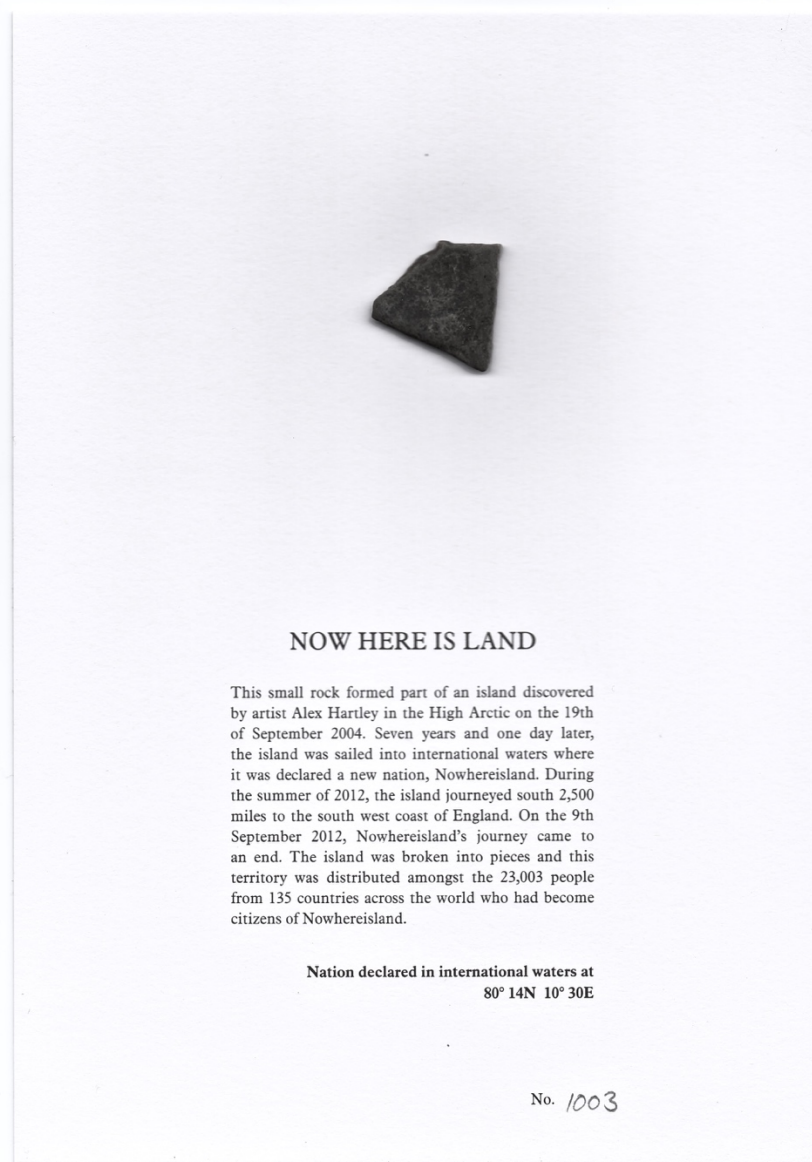 NOW HERE IS LAND
This small rock formed part of an island discovered
by artist Alex Hartley in the High Arctic on the 19th
of September 2004. Seven years and one day later,
the island was sailed into international waters where
it was declared a new nation, Nowhereisland. During
the summer of 2012, the island journeyed south 2,500
miles to the south west coast of England. On the 9th
September 2012, Nowhereisland's journey came to
an end. The island was broken into pieces and this
territory was distributed amongst the 23,003 people
from 135 countries across the world who had become
citizens of Nowhereisland.
Nation declared in international waters at
80° 14N 10° 30E
No. 1003